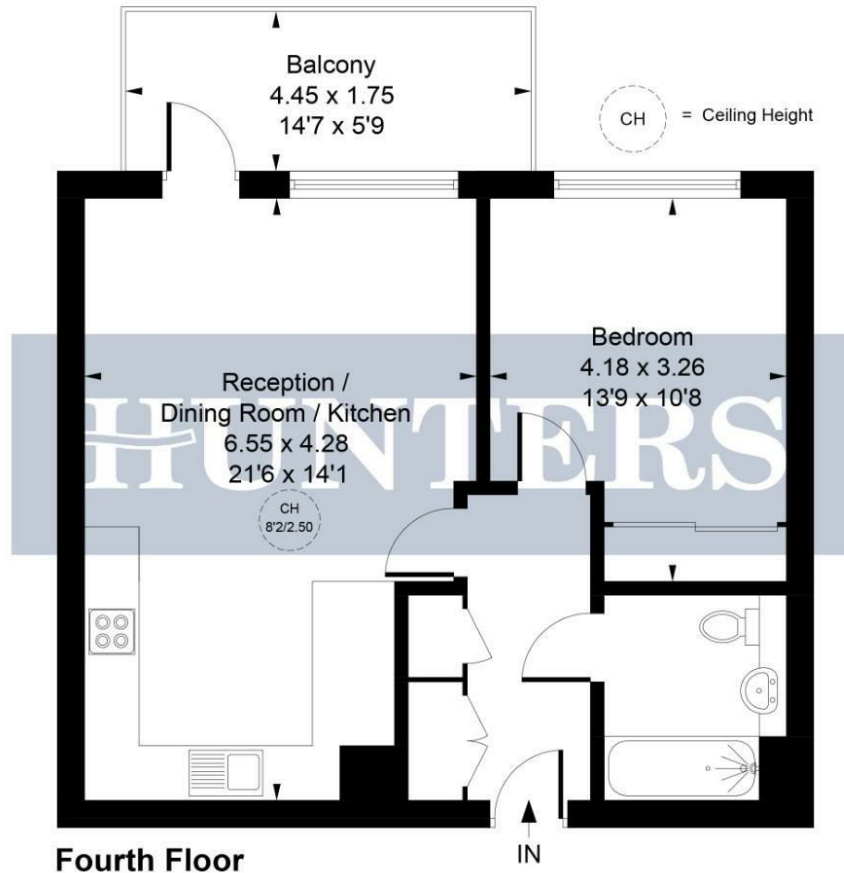 Balcony
4.45 x 1.75
14'7 x 5'9
CH = Ceiling Height
Bedroom
4.18 x 3.26
13'9 x 10'8
Reception /
Dining Room / Kitchen
6.55 x 4.28
21'6 x 14'1
HUNTERS
CH
8'2/2.50
IN
Fourth Floor